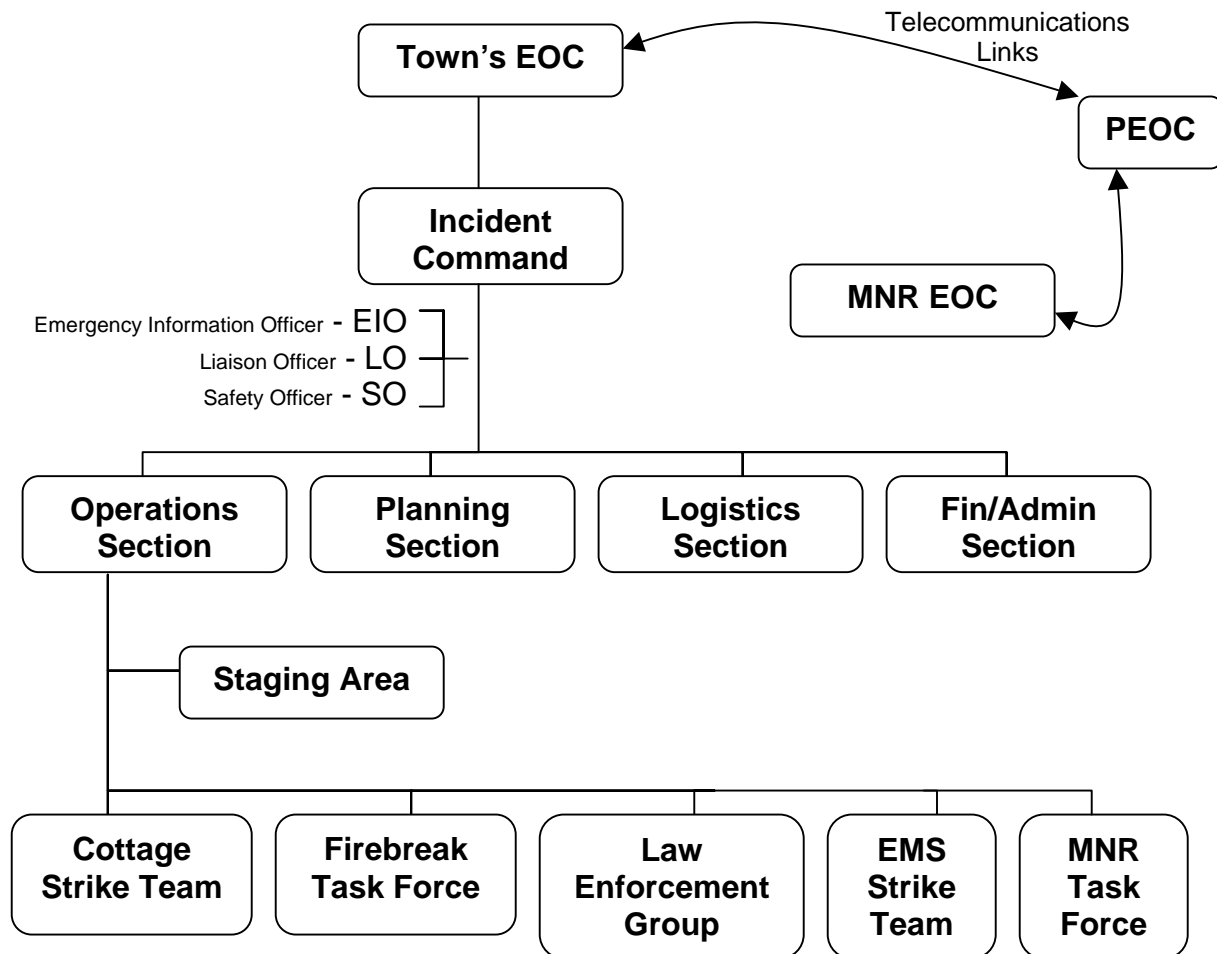 Telecommunications
Links
Town’s EOC
PEOC
Incident
Command
MNR EOC
Emergency Information Officer - EIO
Liaison Officer - LO
Safety Officer - SO
Operations
Section
Planning
Section
Logistics
Section
Fin/Admin
Section
Staging Area
Cottage
Strike Team
Firebreak
Task Force
Law
Enforcement
Group
EMS
Strike
Team
MNR
Task
Force